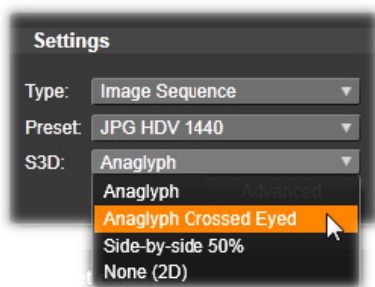 Settings
Type: Image Sequence
Preset: JPG HDV 1440
S3D: Anaglyph
Anaglyph
Advanced
Anaglyph Crossed Eyed
Side-by-side 50%
None (2D)